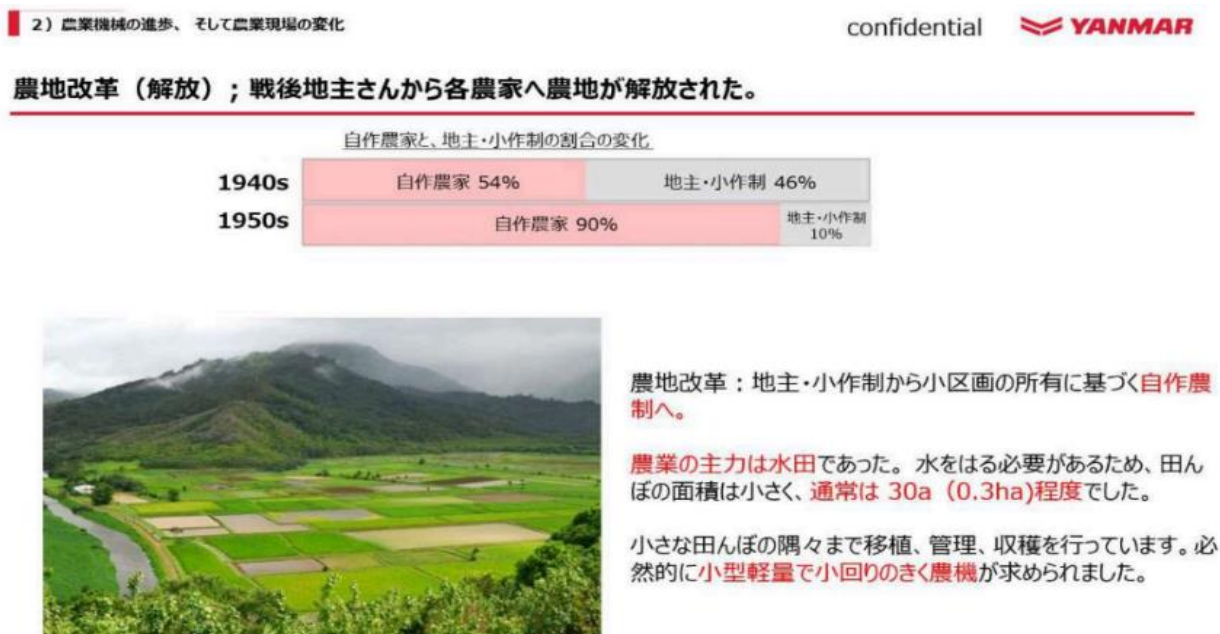 2）農業機械の進歩、 そして農業現場の変化
confidential
YANMAR
農地改革（解放）；戦後地主さんから各農家へ農地が解放された。
自作農家と、地主・小作制の割合の変化
1940s 自作農家 54% 地主・小作制 46%
1950s 自作農家 90% 地主・小作制
10%
農地改革：地主・小作制から小区画の所有に基づく自作農
制へ。
農業の主力は水田であった。水をはる必要があるため、田ん
ぼの面積は小さく、通常は 30a（0.3ha)程度でした。
小さな田んぼの隅々まで移植、管理、収穫を行っています。必
然的に小型軽量で小回りのきく農機が求められました。